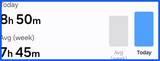 Today
8h 50m
Avg (week)
7h 45m
Avg
(week)
Today